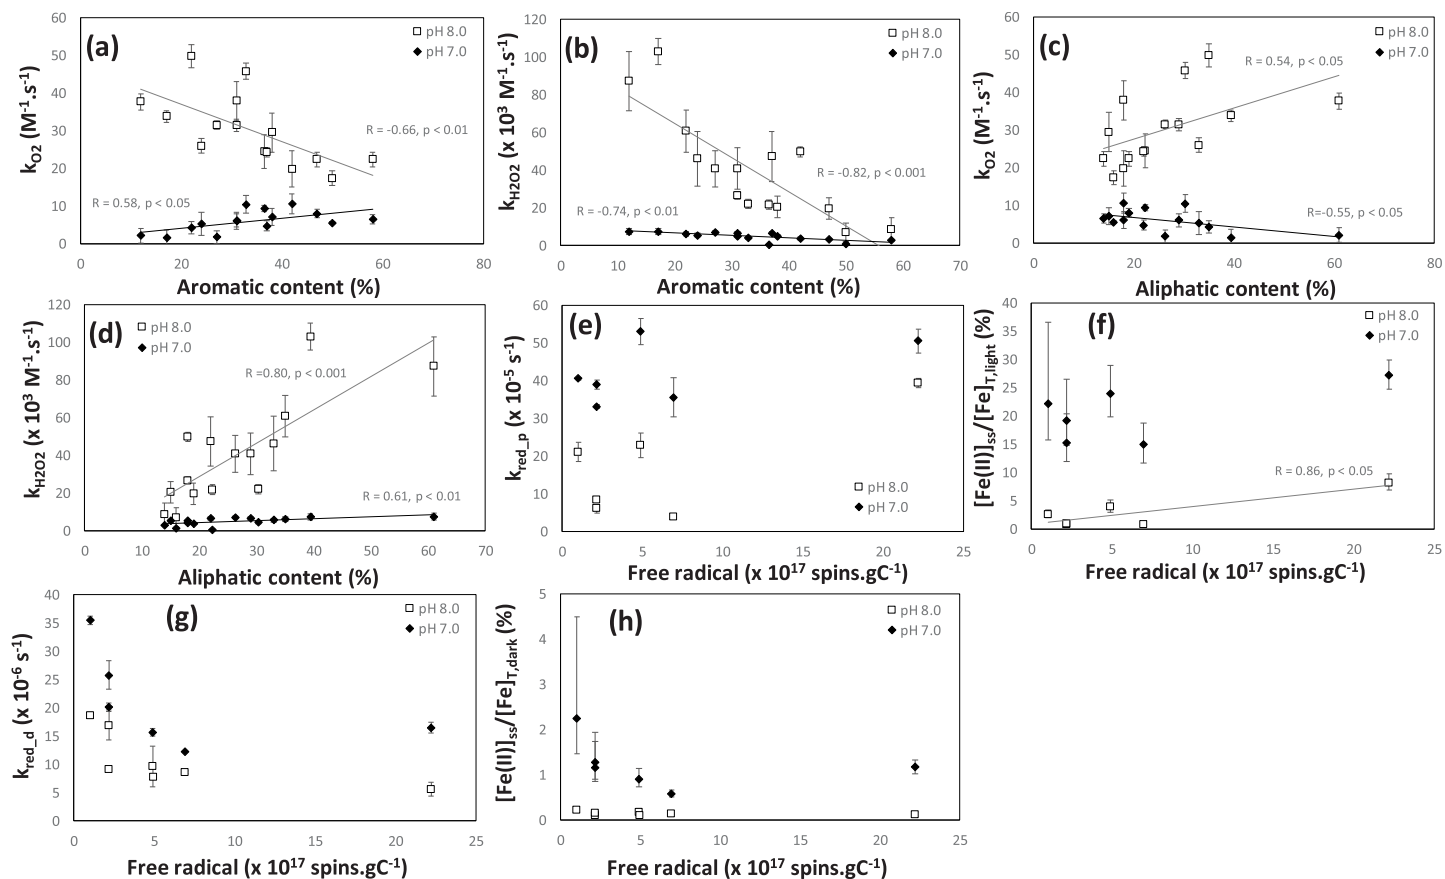 (a)
pH 8.0
pH 7.0
R = -0.66, p < 0.01
R = 0.58, p < 0.05
k_O2 (M⁻¹.s⁻¹)
60
50
40
30
20
10
0
0 20 40 60 80
Aromatic content (%)
(b)
pH 8.0
pH 7.0
R = -0.82, p < 0.001
R = -0.74, p < 0.01
k_H2O2 (x 10³ M⁻¹.s⁻¹)
120
100
80
60
40
20
0
0 10 20 30 40 50 60 70
Aromatic content (%)
(c)
pH 8.0
pH 7.0
R = 0.54, p < 0.05
R=-0.55, p < 0.05
k_O2 (M⁻¹.s⁻¹)
60
50
40
30
20
10
0
0 20 40 60 80
Aliphatic content (%)
(d)
pH 8.0
pH 7.0
R =0.80, p < 0.001
R = 0.61, p < 0.01
k_H2O2 (x 10³ M⁻¹.s⁻¹)
120
100
80
60
40
20
0
0 10 20 30 40 50 60 70
Aliphatic content (%)
(e)
pH 8.0
pH 7.0
k_red_p (x 10⁻⁵ s⁻¹)
60
50
40
30
20
10
0
0 5 10 15 20 25
Free radical (x 10¹⁷ spins.gC⁻¹)
(f)
pH 8.0
pH 7.0
R = 0.86, p < 0.05
[Fe(II)]ss/[Fe]T,light (%)
40
35
30
25
20
15
10
5
0
0 5 10 15 20 25
Free radical (x 10¹⁷ spins.gC⁻¹)
(g)
pH 8.0
pH 7.0
k_red_d (x 10⁻⁶ s⁻¹)
40
35
30
25
20
15
10
5
0
0 5 10 15 20 25
Free radical (x 10¹⁷ spins.gC⁻¹)
(h)
pH 8.0
pH 7.0
[Fe(II)]ss/[Fe]T,dark (%)
5
4
3
2
1
0
0 5 10 15 20 25
Free radical (x 10¹⁷ spins.gC⁻¹)